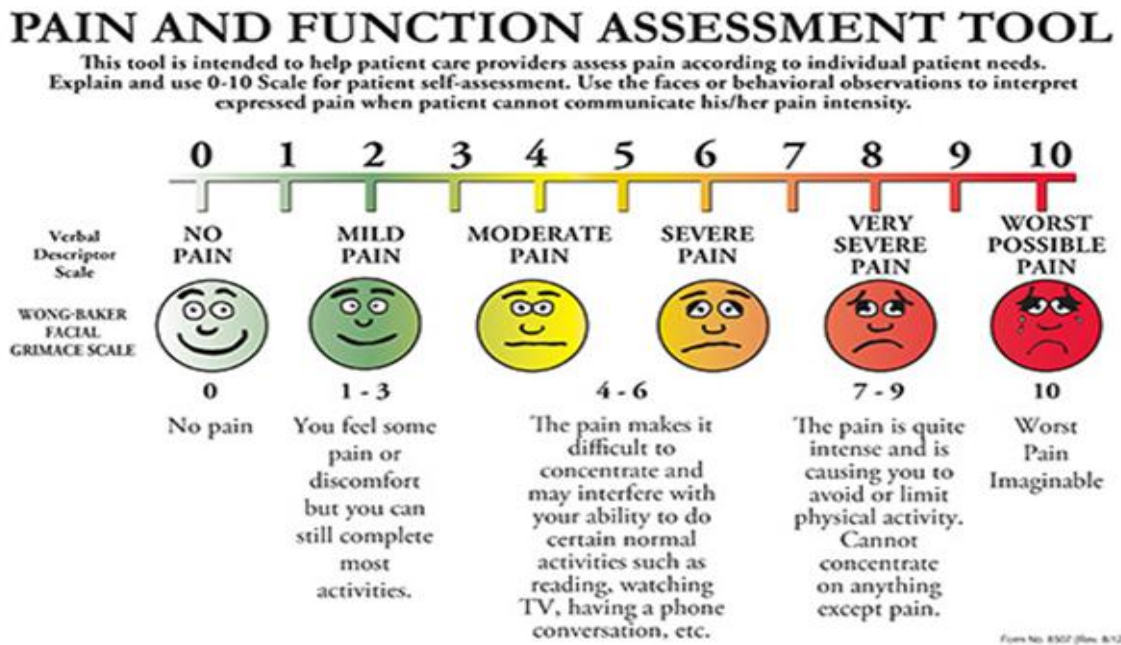 PAIN AND FUNCTION ASSESSMENT TOOL
This tool is intended to help patient care providers assess pain according to individual patient needs.
Explain and use 0-10 Scale for patient self-assessment. Use the faces or behavioral observations to interpret
expressed pain when patient cannot communicate his/her pain intensity.
0 1 2 3 4 5 6 7 8 9 10
Verbal
Descriptor
Scale
NO
PAIN
MILD
PAIN
MODERATE
PAIN
SEVERE
PAIN
VERY
SEVERE
PAIN
WORST
POSSIBLE
PAIN
WONG-BAKER
FACIAL
GRIMACE SCALE
0
No pain
1 - 3
You feel some
pain or
discomfort
but you can
still complete
most
activities.
4 - 6
The pain makes it
difficult to
concentrate and
may interfere with
your ability to do
certain normal
activities such as
reading, watching
TV, having a phone
conversation, etc.
7 - 9
The pain is quite
intense and is
causing you to
avoid or limit
physical activity.
Cannot
concentrate
on anything
except pain.
10
Worst
Pain
Imaginable
Form No. 8507 (Rev. 8/12